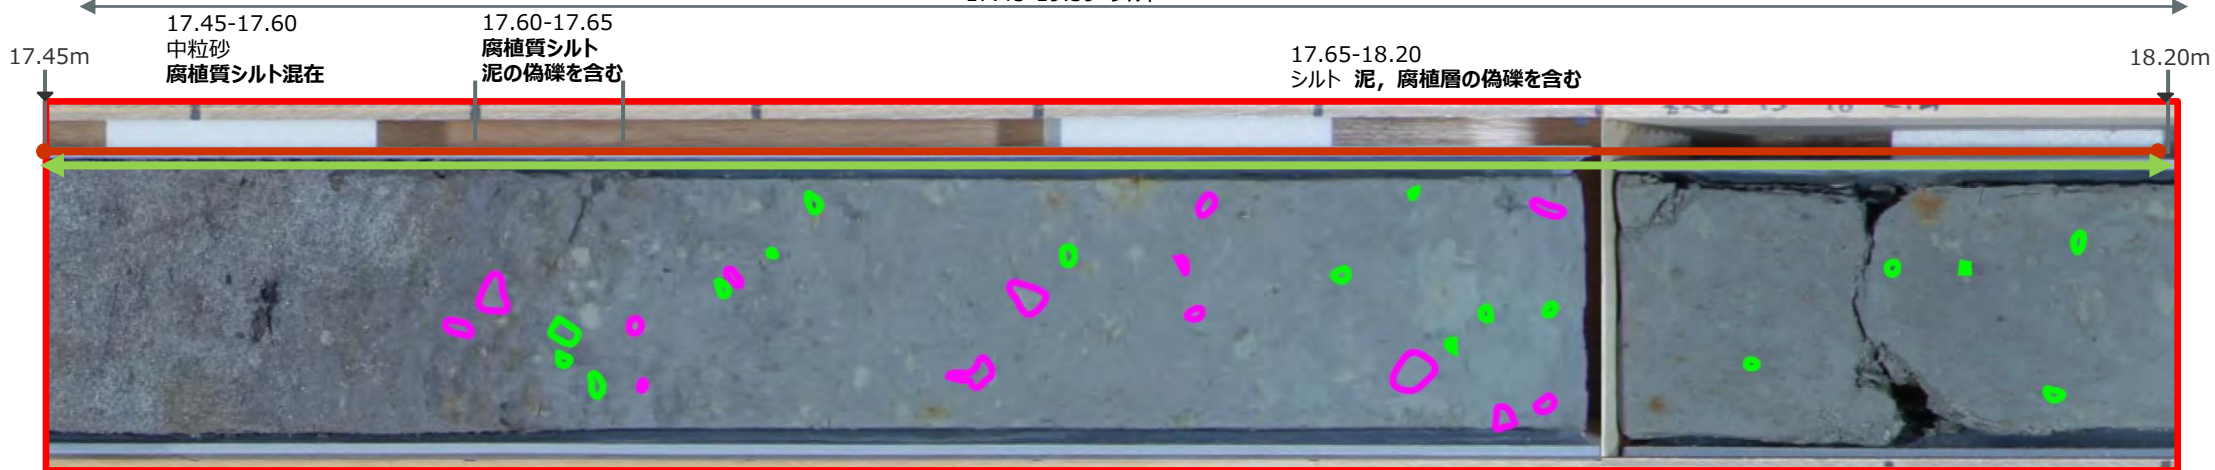 17.45-17.60
中粒砂
腐植質シルト混在
17.60-17.65
腐植質シルト
泥の偽礫を含む
17.65-18.20
シルト 泥，腐植層の偽礫を含む
17.45m
18.20m